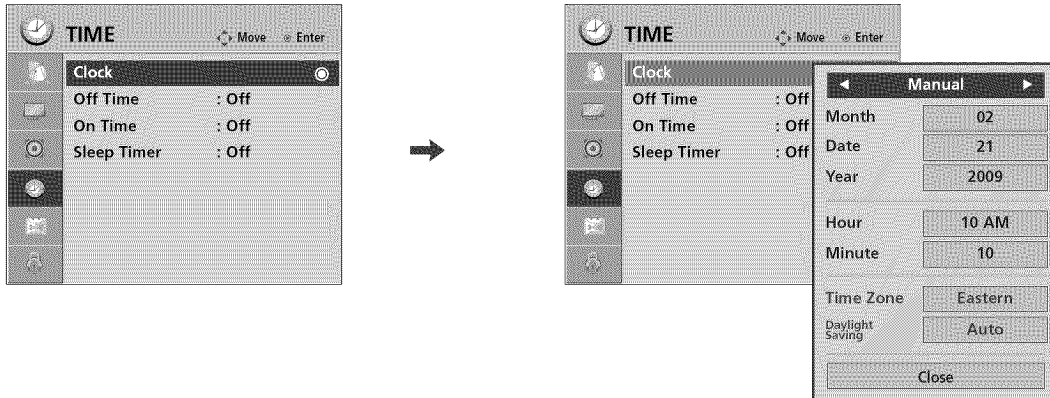 TIME
Move Enter
Clock
Off Time : Off
On Time : Off
Sleep Timer : Off
TIME
Move Enter
Clock
Off Time : Off
On Time : Off
Sleep Timer : Off
Manual
Month 02
Date 21
Year 2009
Hour 10 AM
Minute 10
Time Zone Eastern
Daylight
Saving
Auto
Close